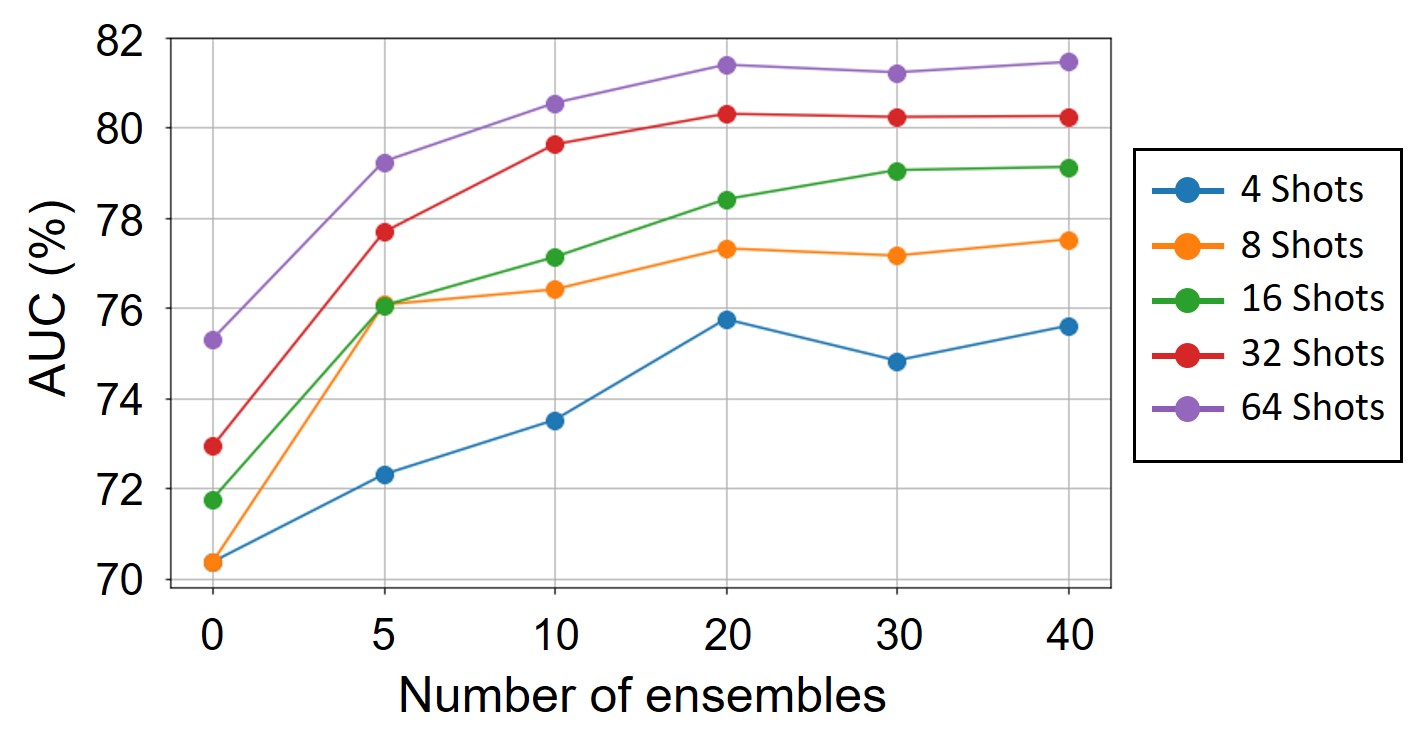 82
80
78
76
74
72
70
AUC (%)
0 5 10 20 30 40
Number of ensembles
4 Shots
8 Shots
16 Shots
32 Shots
64 Shots